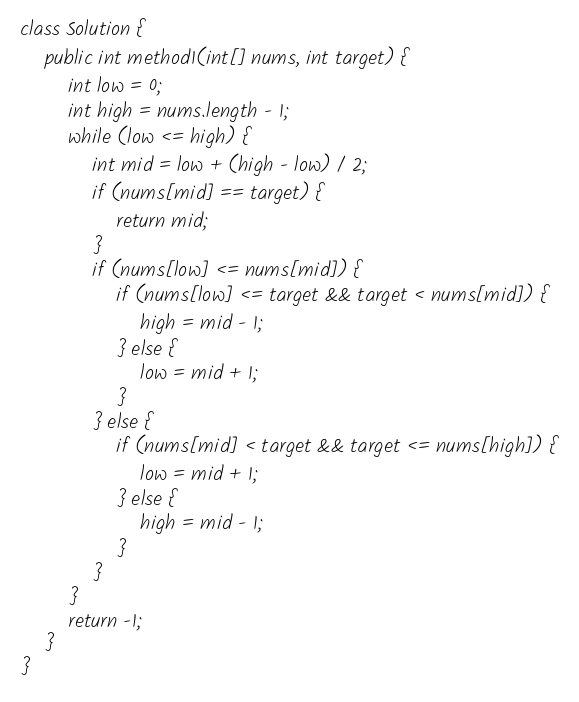 class Solution {
    public int method1(int[] nums, int target) {
        int low = 0;
        int high = nums.length - 1;
        while (low <= high) {
            int mid = low + (high - low) / 2;
            if (nums[mid] == target) {
                return mid;
            }
            if (nums[low] <= nums[mid]) {
                if (nums[low] <= target && target < nums[mid]) {
                    high = mid - 1;
                } else {
                    low = mid + 1;
                }
            } else {
                if (nums[mid] < target && target <= nums[high]) {
                    low = mid + 1;
                } else {
                    high = mid - 1;
                }
            }
        }
        return -1;
    }
}